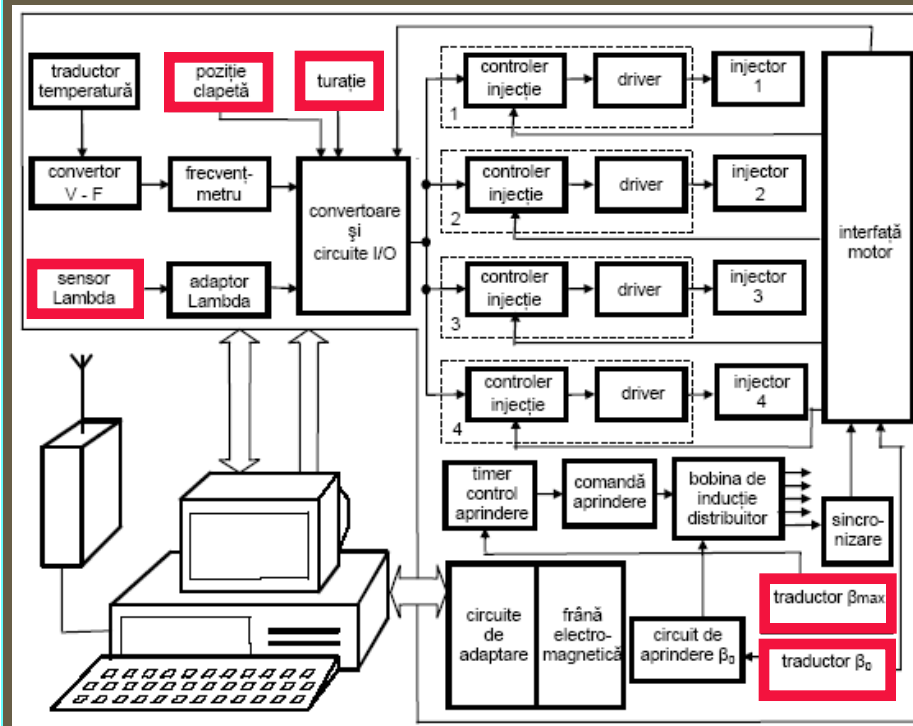 traductor
temperatură
poziție
clapetă
turație
convertor
V - F
frecvenț-
metru
convertoare
şi
circuite I/O
sensor
Lambda
adaptor
Lambda
controler
injecție
driver
injector
1
1
controler
injecție
driver
injector
2
2
controler
injecție
driver
injector
3
3
controler
injecție
driver
injector
4
4
interfață
motor
timer
control
aprindere
comandă
aprindere
bobina de
inducție
distribuitor
sincro-
nizare
circuite
de
adaptare
frână
electro-
magnetică
circuit de
aprindere β₀
traductor βmax
traductor β₀